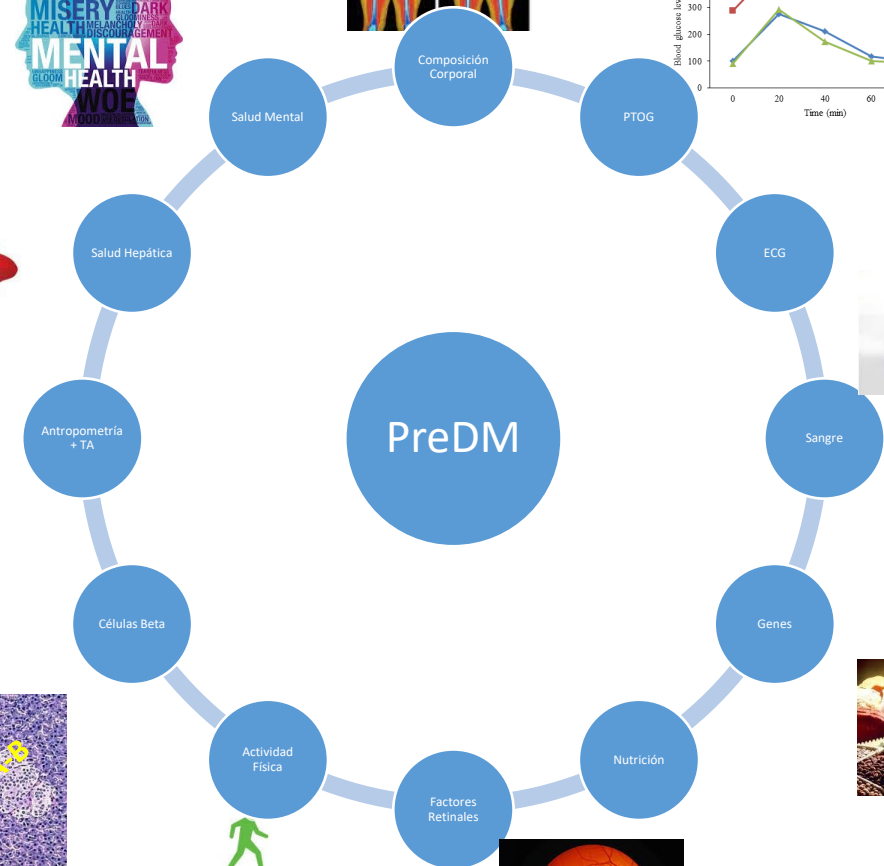 MISERY
DARK
HEALTH
MELANCHOLY
DISCOURAGEMENT
MENTAL
GLOOM
HEALTH
WOE
MOOD
Composición
Corporal
Salud Mental
PTOG
Blood glucose
300
200
100
0
0
20
40
60
Time (min)
Salud Hepática
ECG
Antropometría
+ TA
PreDM
Sangre
Células Beta
Genes
Actividad
Física
Nutrición
Factores
Retinales